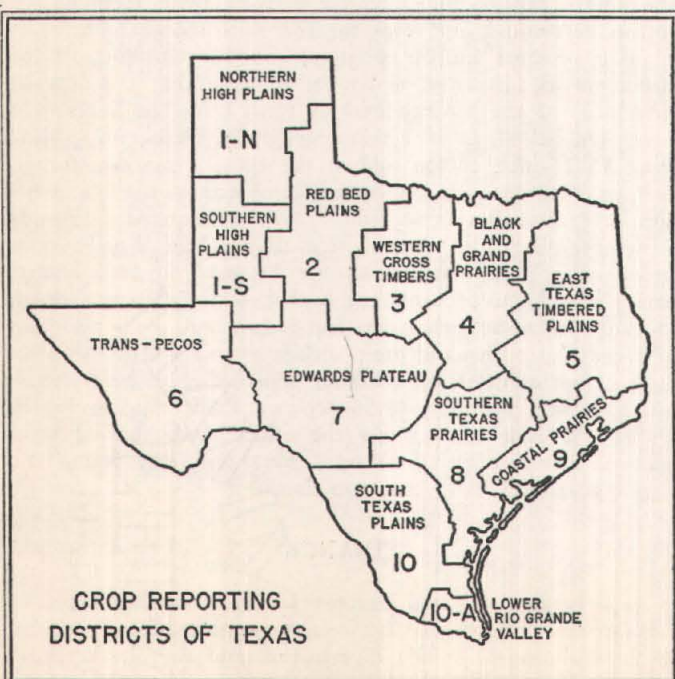 NORTHERN
HIGH PLAINS
1-N
SOUTHERN
HIGH
PLAINS
1-S
RED BED
PLAINS
2
WESTERN
CROSS
TIMBERS
3
BLACK
AND
GRAND
PRAIRIES
4
EAST
TEXAS
TIMBERED
PLAINS
5
TRANS-PECOS
6
EDWARDS PLATEAU
7
SOUTHERN
TEXAS
PRAIRIES
8
COASTAL PRAIRIES
9
SOUTH
TEXAS
PLAINS
10
10-A
LOWER
RIO GRANDE
VALLEY
CROP REPORTING
DISTRICTS OF TEXAS